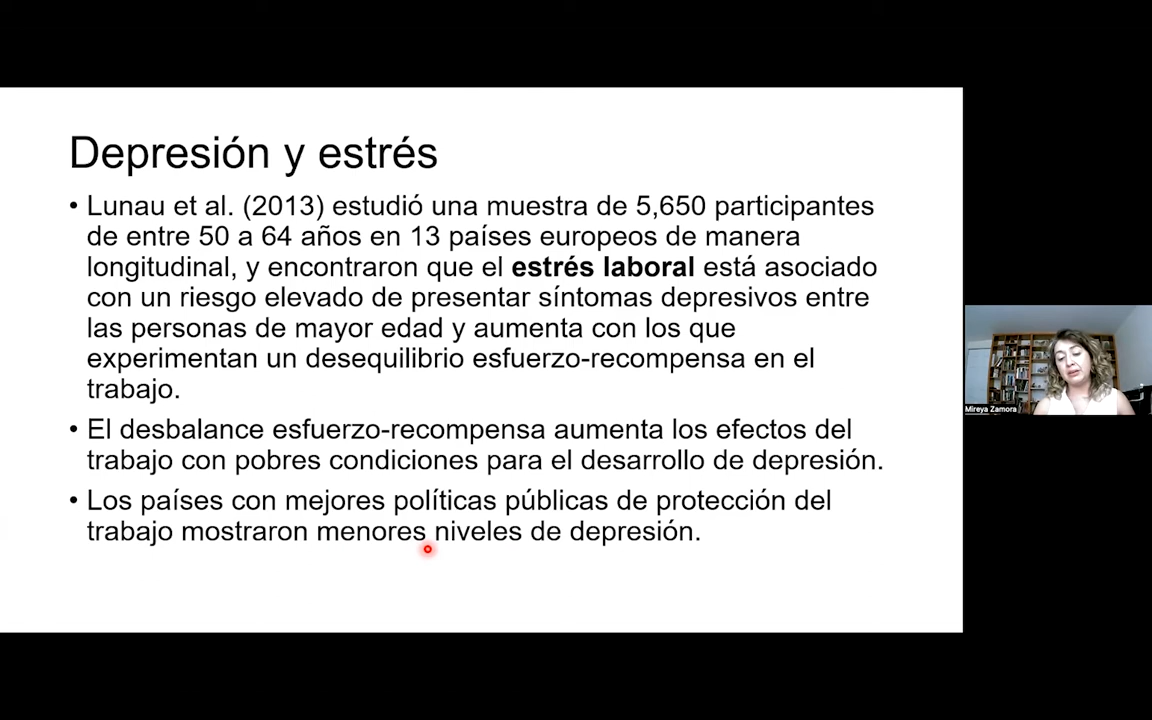 Depresión y estrés
• Lunau et al. (2013) estudió una muestra de 5,650 participantes
de entre 50 a 64 años en 13 países europeos de manera
longitudinal, y encontraron que el estrés laboral está asociado
con un riesgo elevado de presentar síntomas depresivos entre
las personas de mayor edad y aumenta con los que
experimentan un desequilibrio esfuerzo-recompensa en el
trabajo.
• El desbalance esfuerzo-recompensa aumenta los efectos del
trabajo con pobres condiciones para el desarrollo de depresión.
• Los países con mejores políticas públicas de protección del
trabajo mostraron menores niveles de depresión.
Mireya Zamora